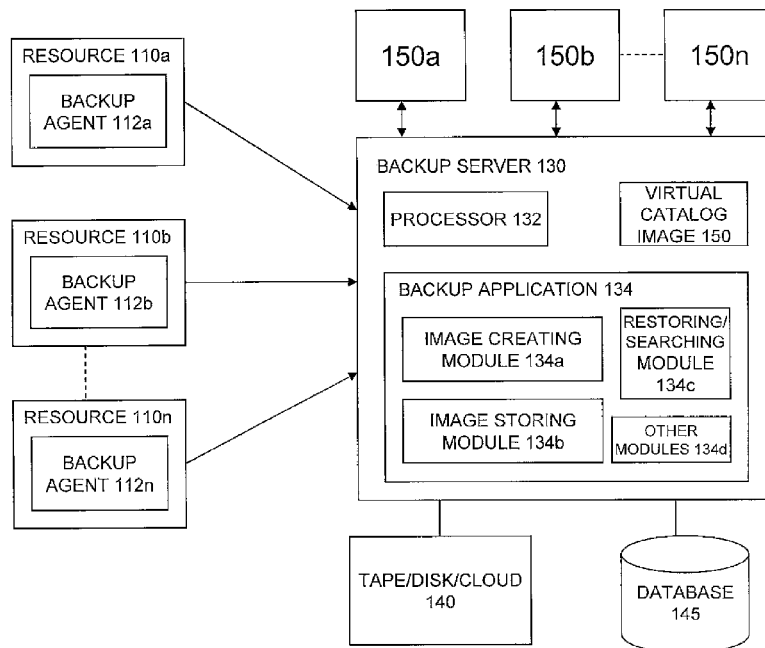 RESOURCE 110a
BACKUP
AGENT 112a
RESOURCE 110b
BACKUP
AGENT 112b
RESOURCE 110n
BACKUP
AGENT 112n
150a
150b
150n
BACKUP SERVER 130
PROCESSOR 132
VIRTUAL
CATALOG
IMAGE 150
BACKUP APPLICATION 134
IMAGE CREATING
MODULE 134a
RESTORING/
SEARCHING
MODULE
134c
IMAGE STORING
MODULE 134b
OTHER
MODULES 134d
TAPE/DISK/CLOUD
140
DATABASE
145